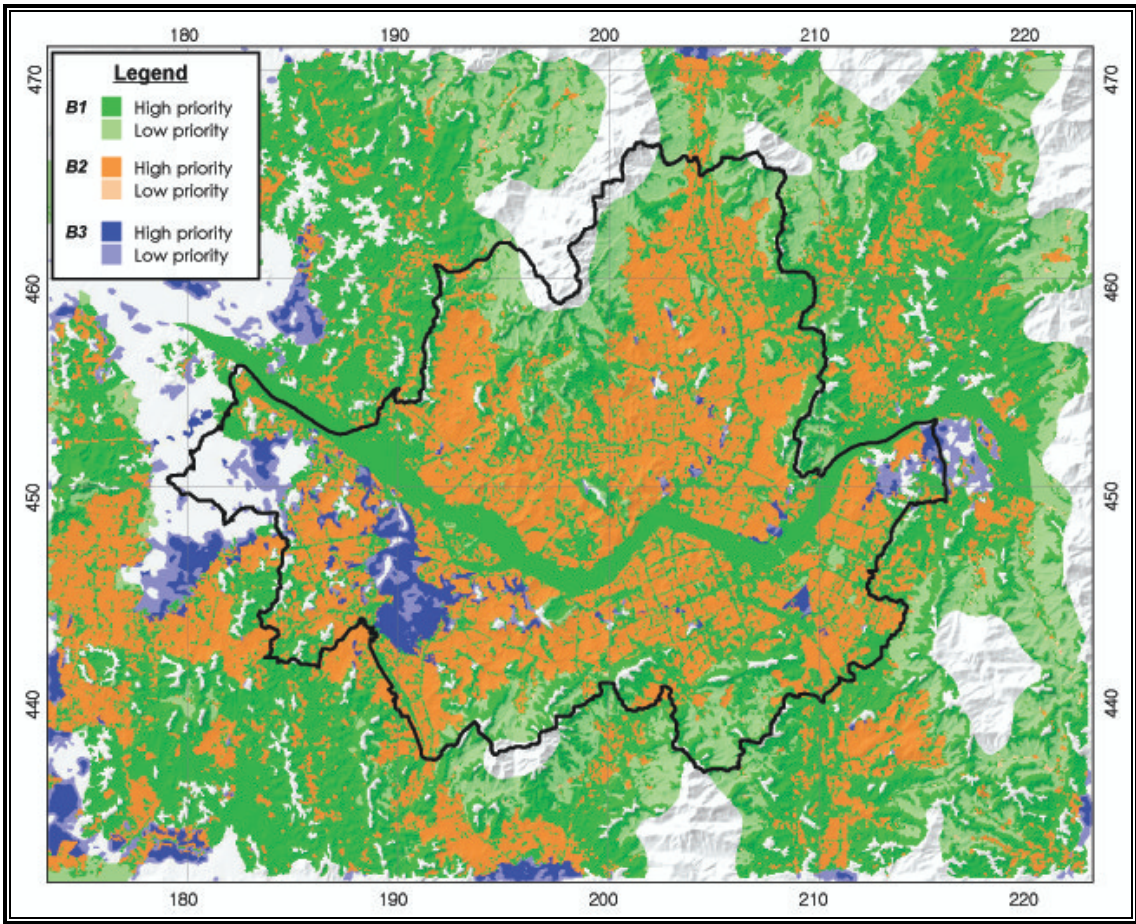 180 190 200 210 220
Legend
B1 High priority
Low priority
B2 High priority
Low priority
B3 High priority
Low priority
470 470
460 460
450 450
440 440
180 190 200 210 220